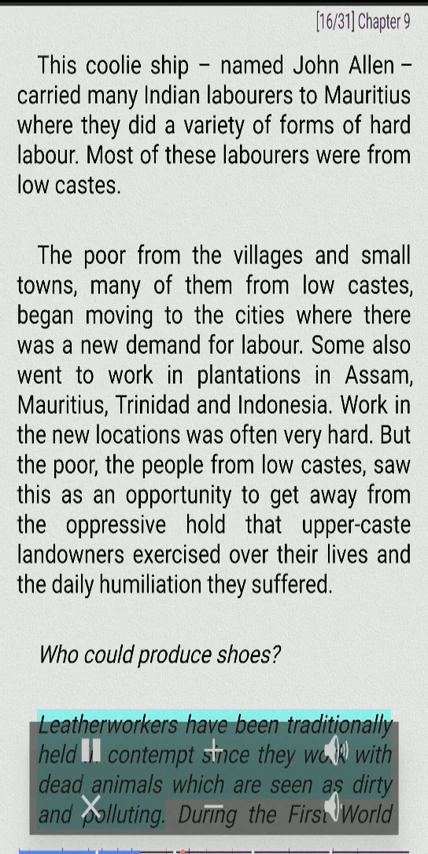 [16/31] Chapter 9
This coolie ship – named John Allen –
carried many Indian labourers to Mauritius
where they did a variety of forms of hard
labour. Most of these labourers were from
low castes.
The poor from the villages and small
towns, many of them from low castes,
began moving to the cities where there
was a new demand for labour. Some also
went to work in plantations in Assam,
Mauritius, Trinidad and Indonesia. Work in
the new locations was often very hard. But
the poor, the people from low castes, saw
this as an opportunity to get away from
the oppressive hold that upper-caste
landowners exercised over their lives and
the daily humiliation they suffered.
Who could produce shoes?
Leatherworkers have been traditionally
held contempt since they with
dead animals which are seen as dirty
and polluting. During the First World